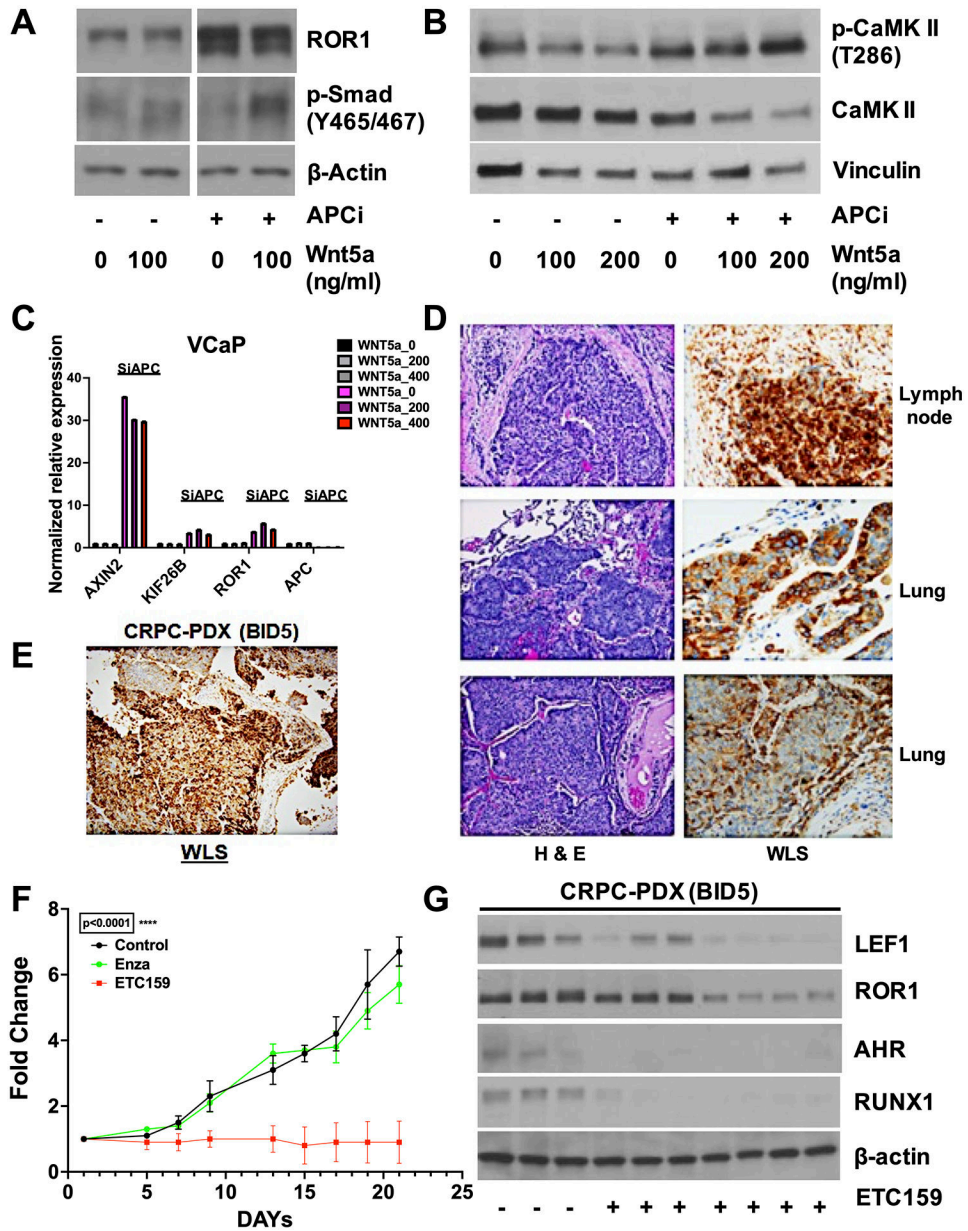 A
ROR1
p-Smad
(Y465/467)
β-Actin
- - + + APCi
0 100 0 100 Wnt5a
(ng/ml)
B
p-CaMK II
(T286)
CaMK II
Vinculin
- - - + + + APCi
0 100 200 0 100 200 Wnt5a
(ng/ml)
C
VCaP
Normalized relative expression
40
30
20
10
0
SiAPC
SiAPC SiAPC SiAPC
AXIN2 KIF26B ROR1 APC
WNT5a_0
WNT5a_200
WNT5a_400
WNT5a_0
WNT5a_200
WNT5a_400
D
Lymph
node
Lung
Lung
H & E WLS
E
CRPC-PDX (BID5)
WLS
F
p<0.0001 ****
Control
Enza
ETC159
Fold Change
8
6
4
2
0
0 5 10 15 20 25
DAYs
G
CRPC-PDX (BID5)
LEF1
ROR1
AHR
RUNX1
β-actin
ETC159
- - - + + + + + + +